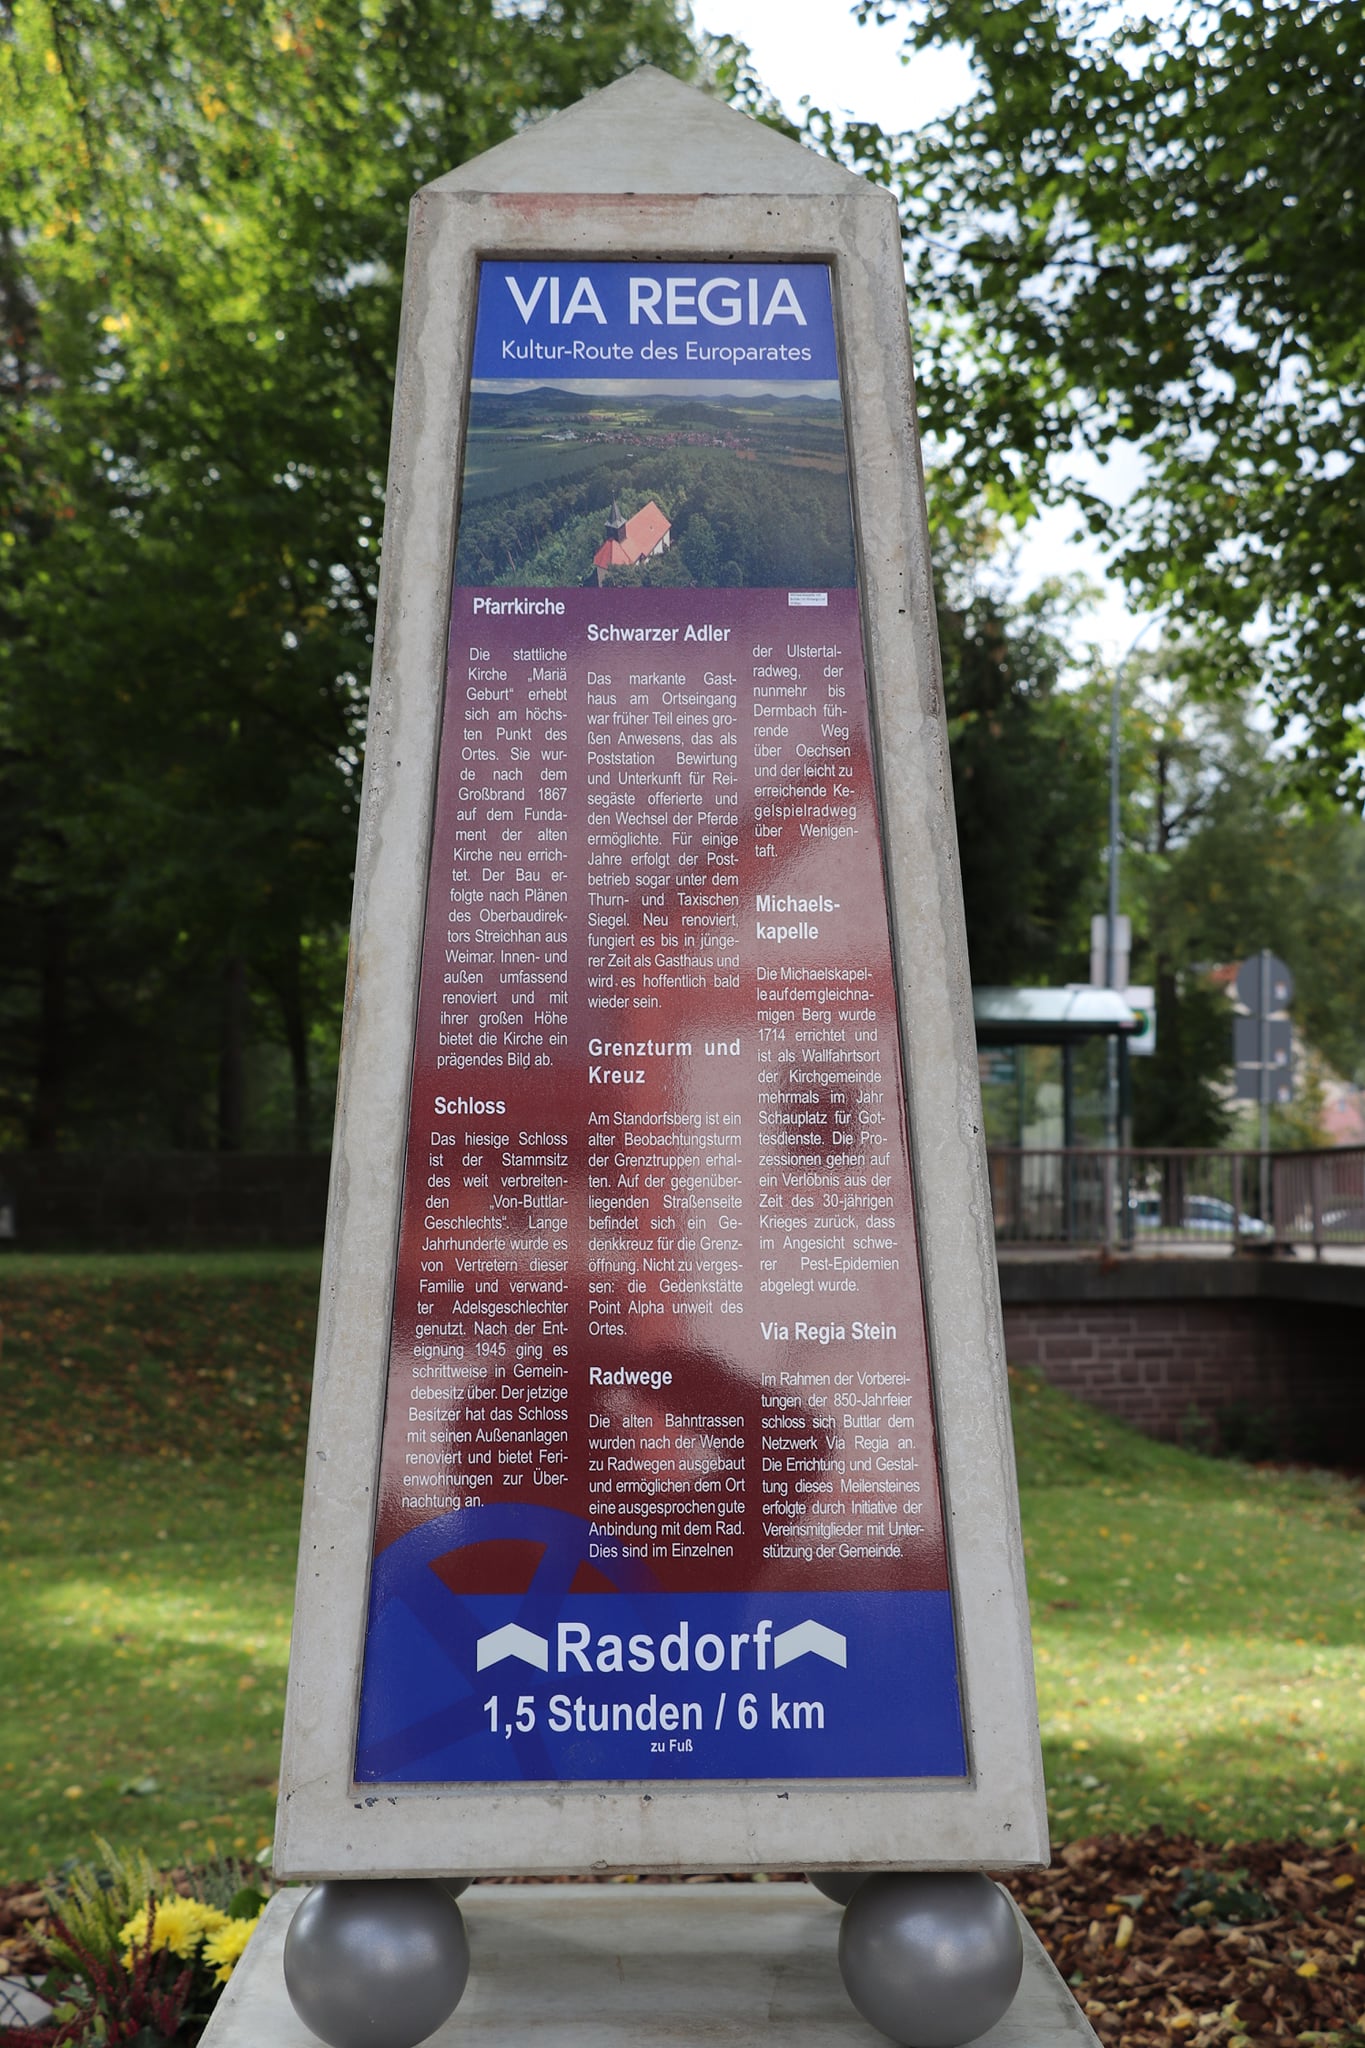 VIA REGIA
Kultur-Route des Europarates
Pfarrkirche
Die stattliche
Kirche „Mariä
Geburt“ erhebt
sich am höchs-
ten Punkt des
Ortes. Sie wur-
de nach dem
Großbrand 1867
auf dem Funda-
ment der alten
Kirche neu errich-
tet. Der Bau er-
folgte nach Plänen
des Oberbaudirek-
tors Streichhan aus
Weimar. Innen- und
außen umfassend
renoviert und mit
ihrer großen Höhe
bietet die Kirche ein
prägendes Bild ab.
Schloss
Das hiesige Schloss
ist der Stammsitz
des weit verbreiten-
den „Von-Buttlar-
Geschlechts“. Lange
Jahrhunderte wurde es
von Vertretern dieser
Familie und verwand-
ter Adelsgeschlechter
genutzt. Nach der Ent-
eignung 1945 ging es
schrittweise in Gemein-
debesitz über. Der jetzige
Besitzer hat das Schloss
mit seinen Außenanlagen
renoviert und bietet Feri-
enwohnungen zur Über-
nachtung an.
Schwarzer Adler
Das markante Gast-
haus am Ortseingang
war früher Teil eines gro-
ßen Anwesens, das als
Poststation Bewirtung
und Unterkunft für Rei-
segäste offerierte und
den Wechsel der Pferde
ermöglichte. Für einige
Jahre erfolgt der Post-
betrieb sogar unter dem
Thurn- und Taxischen
Siegel. Neu renoviert,
fungiert es bis in jünge-
rer Zeit als Gasthaus und
wird es hoffentlich bald
wieder sein.
Grenzturm und
Kreuz
Am Standorfsberg ist ein
alter Beobachtungsturm
der Grenztruppen erhal-
ten. Auf der gegenüber-
liegenden Straßenseite
befindet sich ein Ge-
denkkreuz für die Grenz-
öffnung. Nicht zu verges-
sen: die Gedenkstätte
Point Alpha unweit des
Ortes.
Radwege
Die alten Bahntrassen
wurden nach der Wende
zu Radwegen ausgebaut
und ermöglichen dem Ort
eine ausgesprochen gute
Anbindung mit dem Rad.
Dies sind im Einzelnen
der Ulstertal-
radweg, der
nunmehr bis
Dermbach füh-
rende Weg
über Oechsen
und der leicht zu
erreichende Ke-
gelspielradweg
über Wenigen-
taft.
Michaels-
kapelle
Die Michaelskapel-
le auf dem gleichna-
migen Berg wurde
1714 errichtet und
ist als Wallfahrtsort
der Kirchgemeinde
mehrmals im Jahr
Schauplatz für Got-
tesdienste. Die Pro-
zessionen gehen auf
ein Verlöbnis aus der
Zeit des 30-jährigen
Krieges zurück, dass
im Angesicht schwe-
rer Pest-Epidemien
abgelegt wurde.
Via Regia Stein
Im Rahmen der Vorberei-
tungen der 850-Jahrfeier
schloss sich Buttlar dem
Netzwerk Via Regia an.
Die Errichtung und Gestal-
tung dieses Meilensteines
erfolgte durch Initiative der
Vereinsmitglieder mit Unter-
stützung der Gemeinde.
Rasdorf
1,5 Stunden / 6 km
zu Fuß